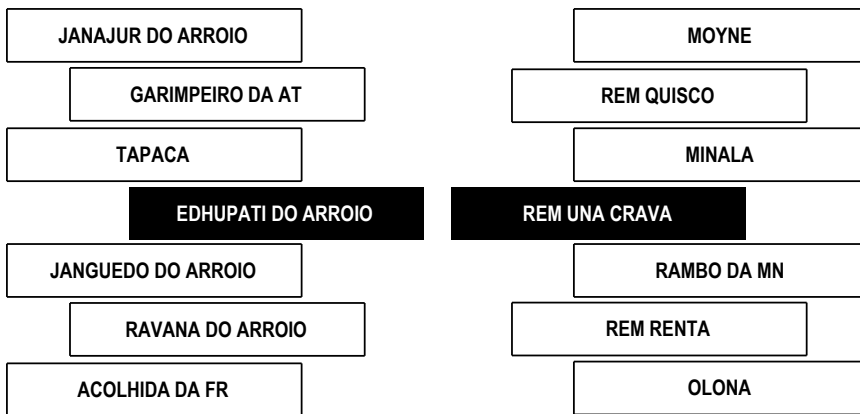 JANAJUR DO ARROIO
MOYNE
GARIMPEIRO DA AT
REM QUISCO
TAPACA
MINALA
EDHUPATI DO ARROIO
REM UNA CRAVA
JANGUEDO DO ARROIO
RAMBO DA MN
RAVANA DO ARROIO
REM RENTA
ACOLHIDA DA FR
OLONA